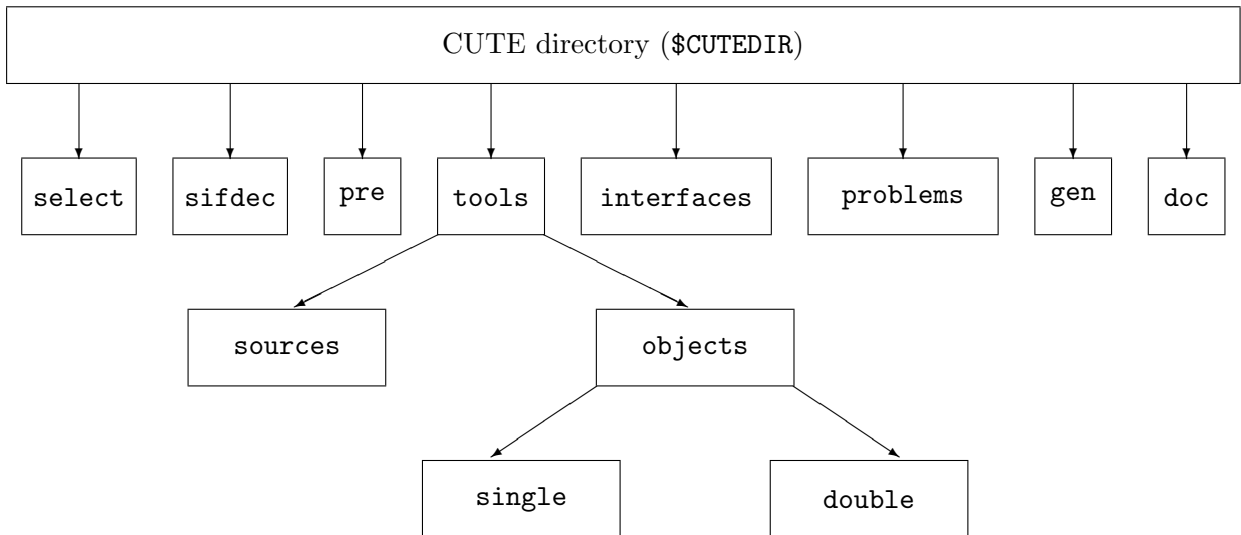 CUTE directory ($CUTEDIR)
select sifdec pre tools interfaces problems gen doc
sources objects
single double